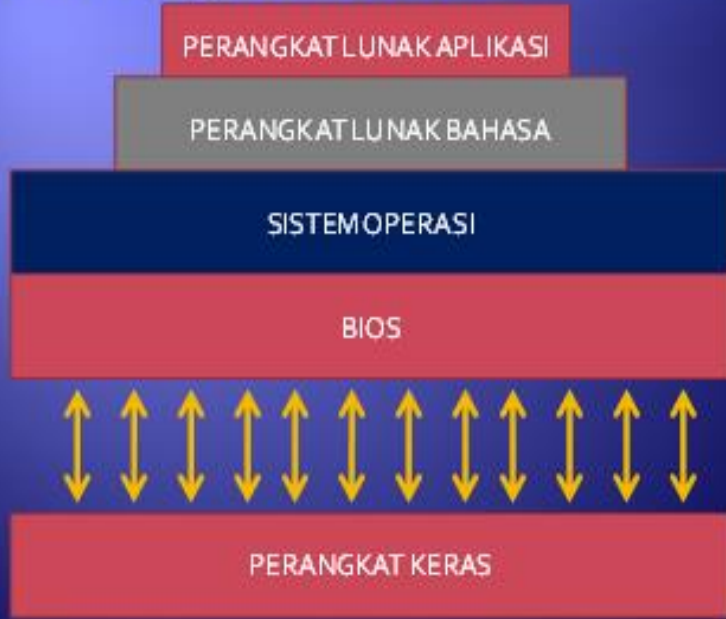 PERANGKAT LUNAK APLIKASI
PERANGKAT LUNAK BAHASA
SISTEM OPERASI
BIOS
PERANGKAT KERAS